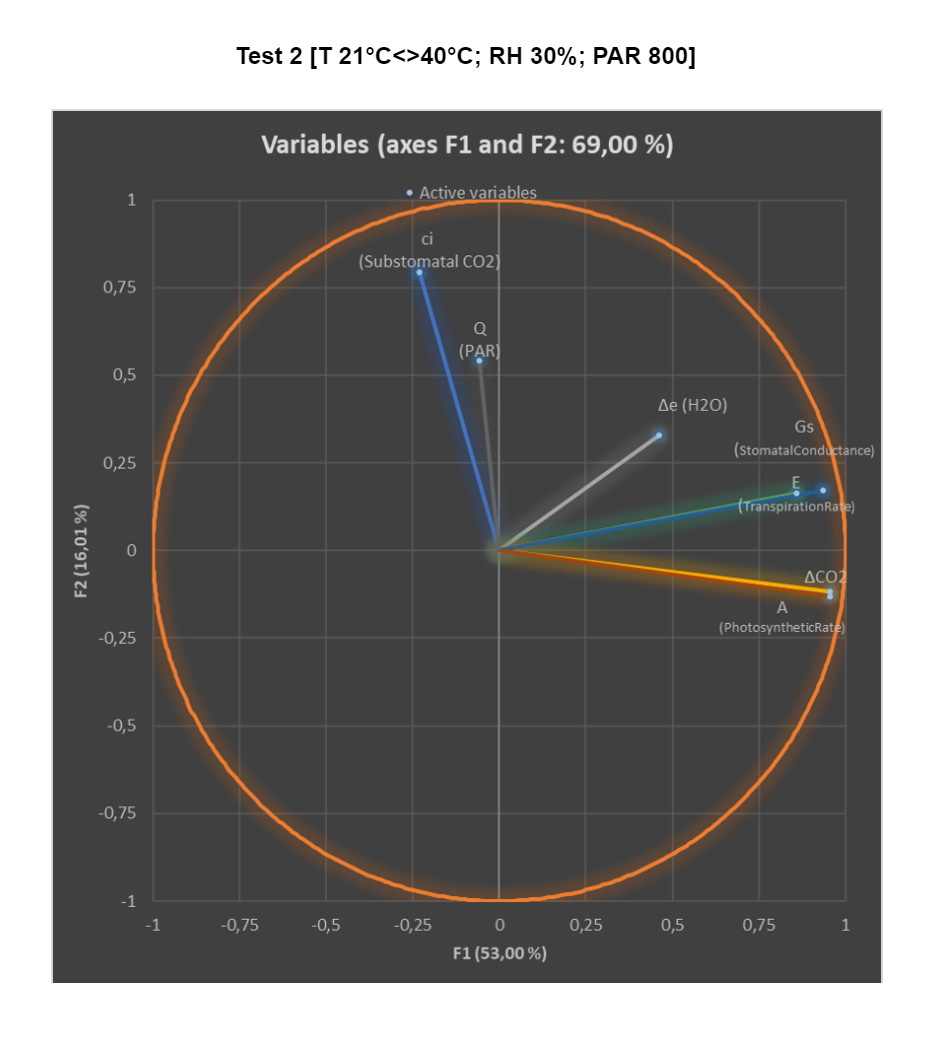 Test 2 [T 21°C<>40°C; RH 30%; PAR 800]
Variables (axes F1 and F2: 69,00 %)
Active variables
1
ci
(Substomatal CO2)
0,75
Q
(PAR)
0,5
Δe (H2O)
Gs
(StomatalConductance)
0,25
E
(TranspirationRate)
F2 (16,01 %)
0
ΔCO2
A
(PhotosyntheticRate)
-0,25
-0,5
-0,75
-1
-1 -0,75 -0,5 -0,25 0 0,25 0,5 0,75 1
F1 (53,00 %)